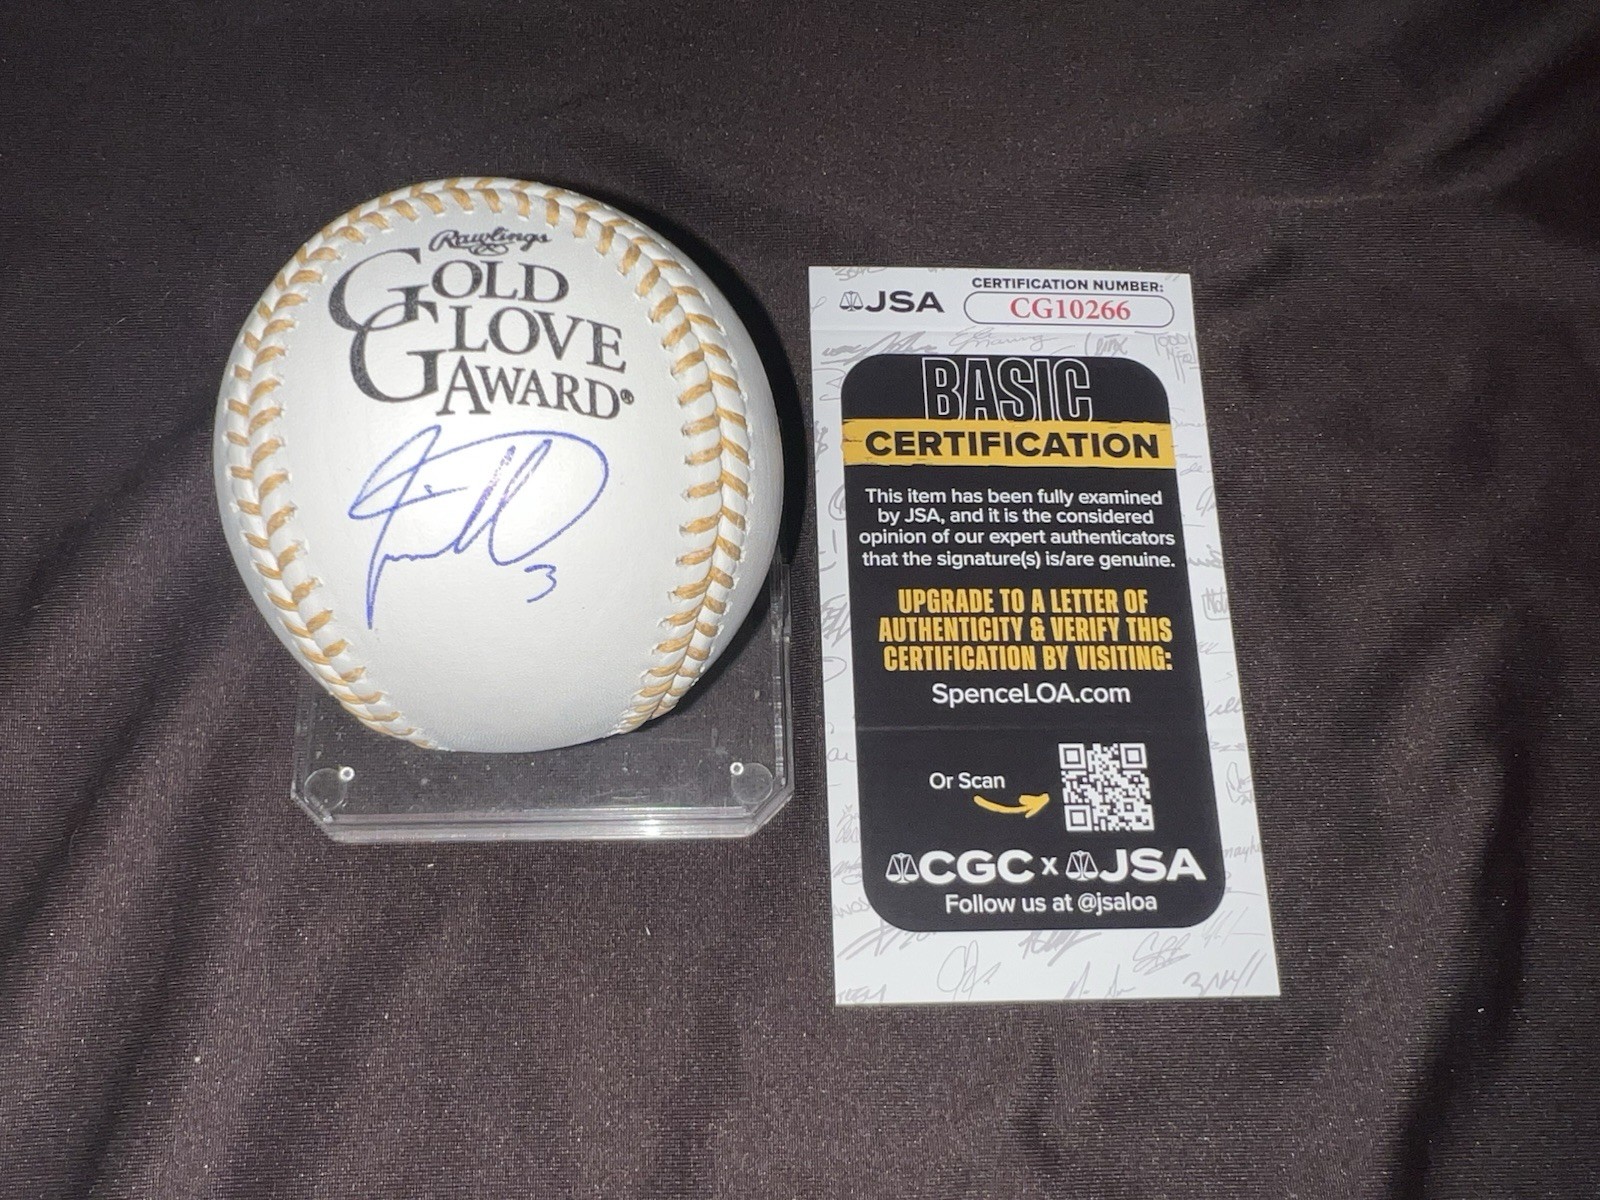 Rawlings
GOLD
GLOVE
AWARD®
3
JSA
CERTIFICATION NUMBER:
CG10266
BASIC
CERTIFICATION
This item has been fully examined
by JSA, and it is the considered
opinion of our expert authenticators
that the signature(s) is/are genuine.
UPGRADE TO A LETTER OF
AUTHENTICITY & VERIFY THIS
CERTIFICATION BY VISITING:
SpenceLOA.com
Or Scan
CGC x JSA
Follow us at @jsaloa